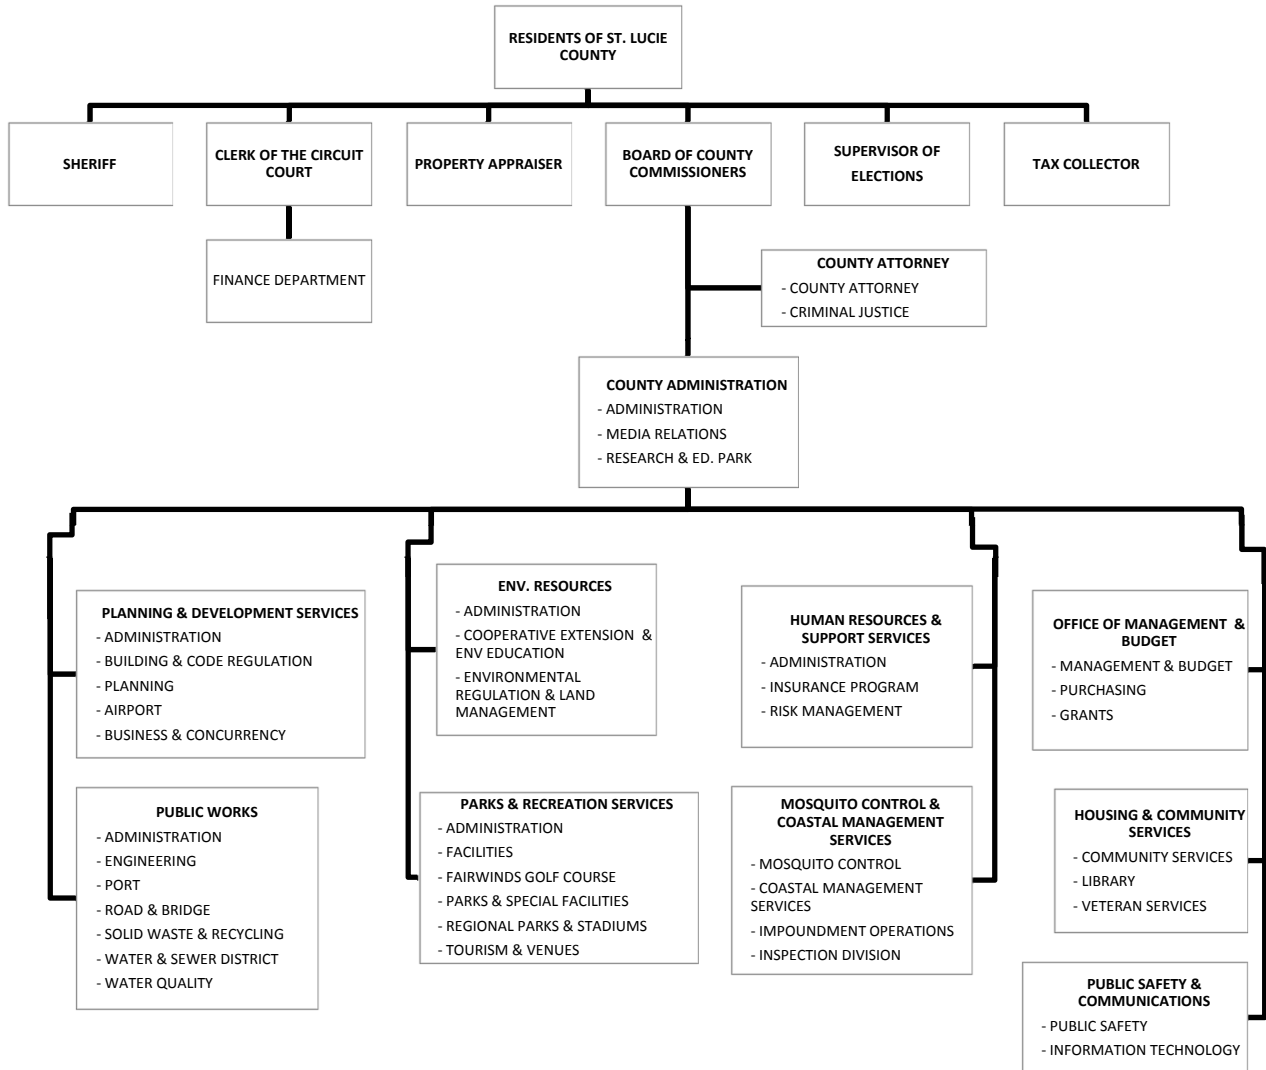 RESIDENTS OF ST. LUCIE
COUNTY
SHERIFF
CLERK OF THE CIRCUIT
COURT
PROPERTY APPRAISER
BOARD OF COUNTY
COMMISSIONERS
SUPERVISOR OF
ELECTIONS
TAX COLLECTOR
FINANCE DEPARTMENT
COUNTY ATTORNEY
- COUNTY ATTORNEY
- CRIMINAL JUSTICE
COUNTY ADMINISTRATION
- ADMINISTRATION
- MEDIA RELATIONS
- RESEARCH & ED. PARK
PLANNING & DEVELOPMENT SERVICES
- ADMINISTRATION
- BUILDING & CODE REGULATION
- PLANNING
- AIRPORT
- BUSINESS & CONCURRENCY
ENV. RESOURCES
- ADMINISTRATION
- COOPERATIVE EXTENSION &
ENV EDUCATION
- ENVIRONMENTAL
REGULATION & LAND
MANAGEMENT
HUMAN RESOURCES &
SUPPORT SERVICES
- ADMINISTRATION
- INSURANCE PROGRAM
- RISK MANAGEMENT
OFFICE OF MANAGEMENT &
BUDGET
- MANAGEMENT & BUDGET
- PURCHASING
- GRANTS
PUBLIC WORKS
- ADMINISTRATION
- ENGINEERING
- PORT
- ROAD & BRIDGE
- SOLID WASTE & RECYCLING
- WATER & SEWER DISTRICT
- WATER QUALITY
PARKS & RECREATION SERVICES
- ADMINISTRATION
- FACILITIES
- FAIRWINDS GOLF COURSE
- PARKS & SPECIAL FACILITIES
- REGIONAL PARKS & STADIUMS
- TOURISM & VENUES
MOSQUITO CONTROL &
COASTAL MANAGEMENT
SERVICES
- MOSQUITO CONTROL
- COASTAL MANAGEMENT
SERVICES
- IMPOUNDMENT OPERATIONS
- INSPECTION DIVISION
HOUSING & COMMUNITY
SERVICES
- COMMUNITY SERVICES
- LIBRARY
- VETERAN SERVICES
PUBLIC SAFETY &
COMMUNICATIONS
- PUBLIC SAFETY
- INFORMATION TECHNOLOGY